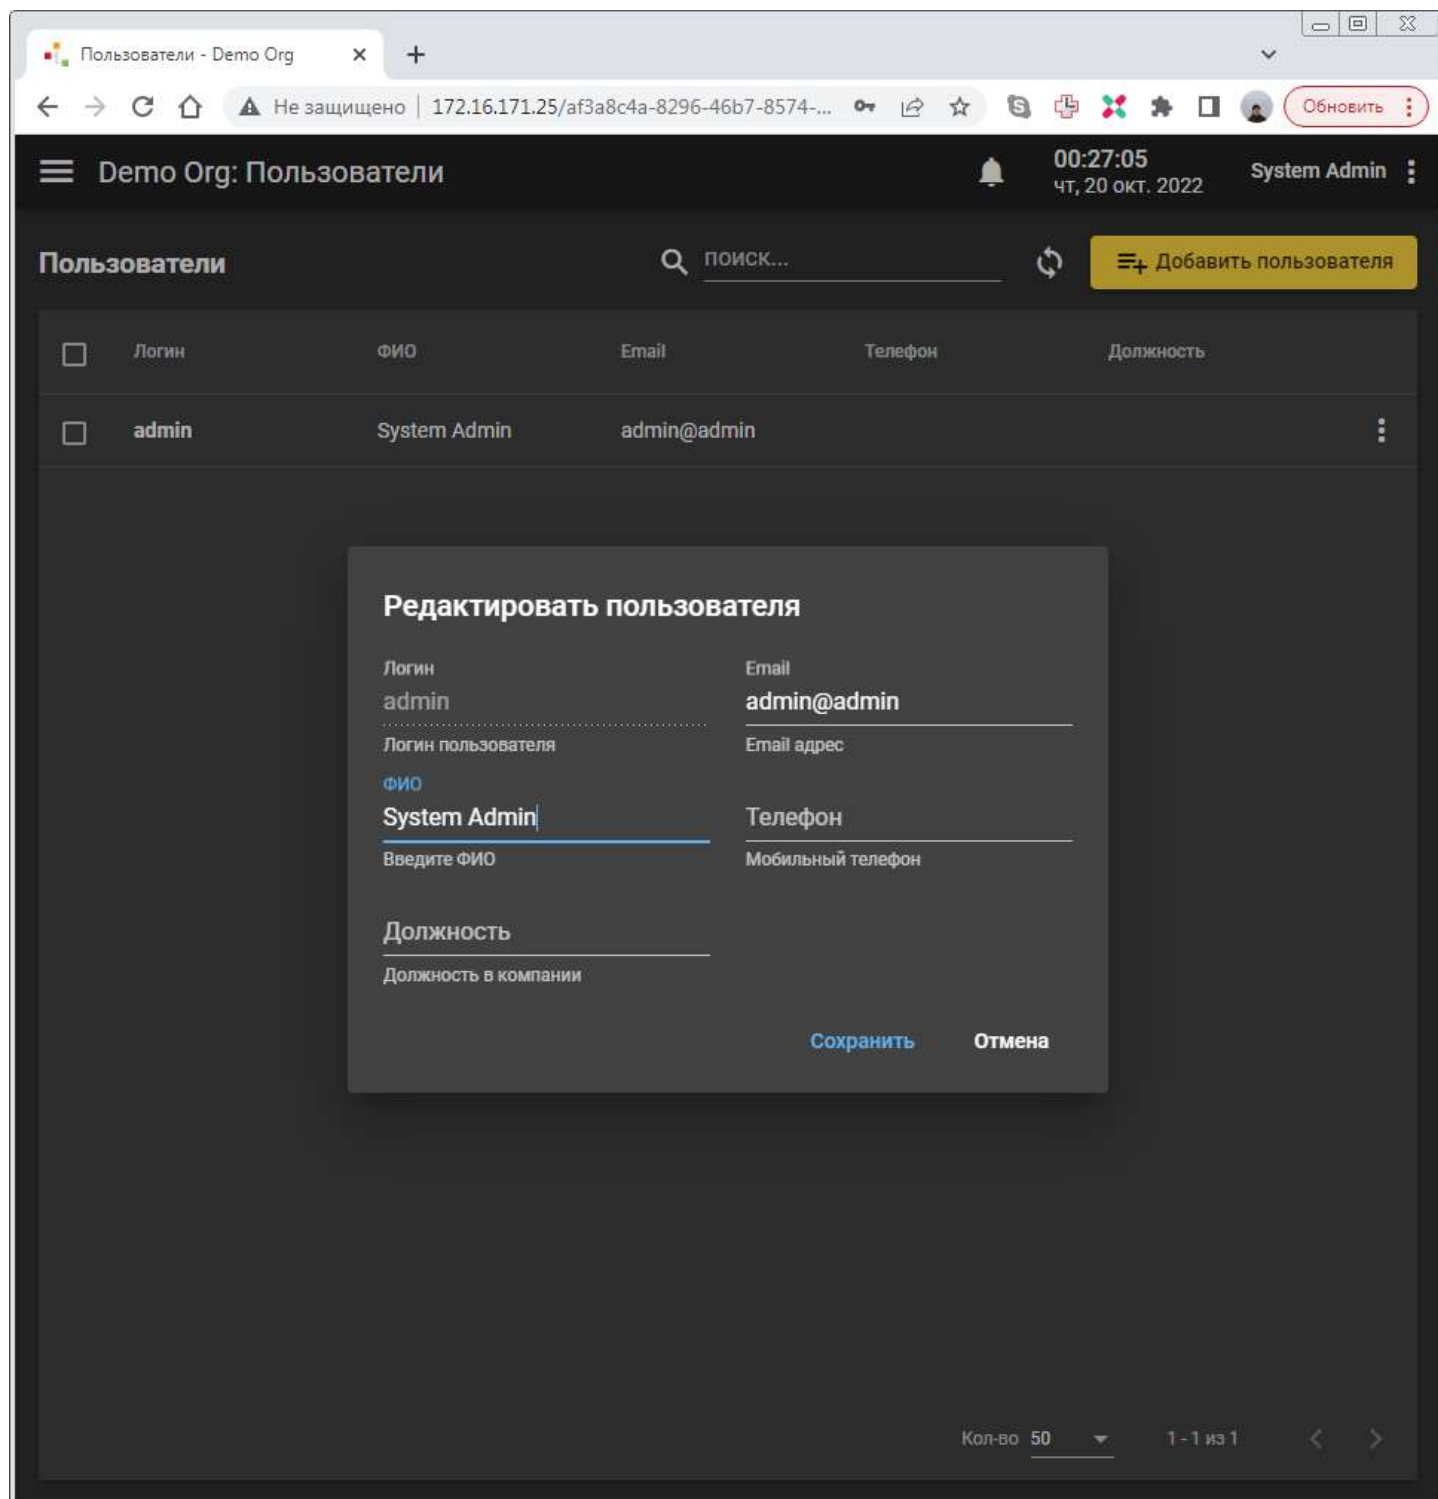 Пользователи - Demo Org
Не защищено 172.16.171.25/af3a8c4a-8296-46b7-8574-... Обновить
Demo Org: Пользователи
00:27:05
чт, 20 окт. 2022
System Admin
Пользователи
поиск...
Добавить пользователя
Логин ФИО Email Телефон Должность
admin System Admin admin@admin
Редактировать пользователя
Логин Email
admin admin@admin
Логин пользователя Email адрес
ФИО
System Admin Телефон
Введите ФИО Мобильный телефон
Должность
Должность в компании
Сохранить Отмена
Кол-во 50 1 - 1 из 1